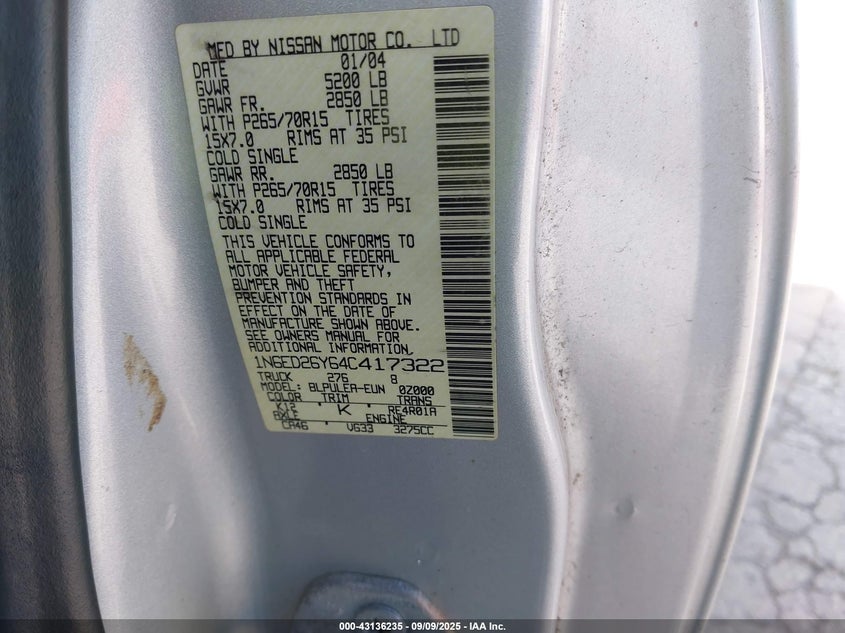 MFD BY NISSAN MOTOR CO. LTD
DATE 01/04
GVWR 5200 LB
GAWR FR. 2850 LB
WITH P265/70R15 TIRES
15X7.0 RIMS AT 35 PSI
COLD SINGLE
GAWR RR. 2850 LB
WITH P265/70R15 TIRES
15X7.0 RIMS AT 35 PSI
COLD SINGLE
THIS VEHICLE CONFORMS TO
ALL APPLICABLE FEDERAL
MOTOR VEHICLE SAFETY,
BUMPER AND THEFT
PREVENTION STANDARDS IN
EFFECT ON THE DATE OF
MANUFACTURE SHOWN ABOVE.
SEE OWNERS MANUAL FOR
ADDITIONAL INFORMATION
1N6ED26Y64C417322
TRUCK 276 8
MODEL: BLPULEA-EUN 0Z000
COLOR TRIM TRANS
K12 K RE4R01A
AXLE ENGINE
CA46 VG33 3275CC
000-43136235 - 09/09/2025 - IAA Inc.